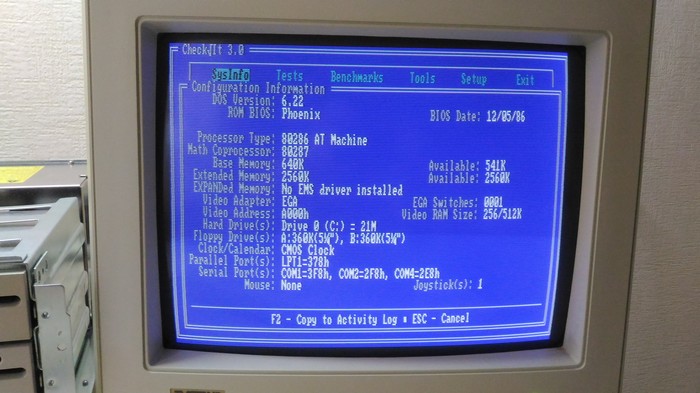 Check√It 3.0
SysInfo Tests Benchmarks Tools Setup Exit
Configuration Information
DOS Version: 6.22
ROM BIOS: Phoenix BIOS Date: 12/05/86
Processor Type: 80286 AT Machine
Math Coprocessor: 80287
Base Memory: 640K Available: 541K
Extended Memory: 2560K Available: 2560K
EXPANDed Memory: No EMS driver installed
Video Adapter: EGA EGA Switches: 0001
Video Address: A000h Video RAM Size: 256/512K
Hard Drive(s): Drive 0 (C:) = 21M
Floppy Drive(s): A:360K(5¼"), B:360K(5¼")
Clock/Calendar: CMOS Clock
Parallel Port(s): LPT1=378h
Serial Port(s): COM1=3F8h, COM2=2F8h, COM4=2E8h
Mouse: None Joystick(s): 1
F2 - Copy to Activity Log ▪ ESC - Cancel